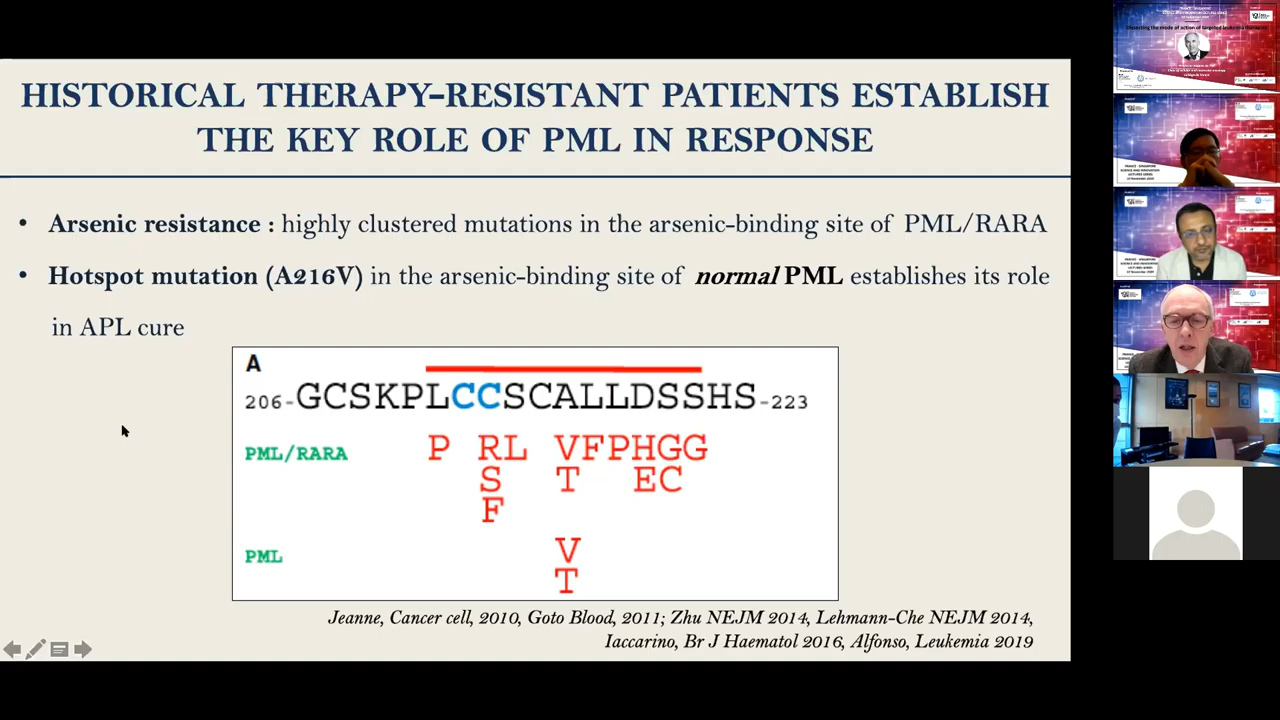 HISTORICAL THERAPY-RESISTANT PATIENTS ESTABLISH
THE KEY ROLE OF PML IN RESPONSE
• Arsenic resistance : highly clustered mutations in the arsenic-binding site of PML/RARA
• Hotspot mutation (A216V) in the arsenic-binding site of normal PML establishes its role
in APL cure
A
206-GCSKPLCCSCALLDSSHS-223
PML/RARA P RL VFPHGG
S T EC
F
PML V
T
Jeanne, Cancer cell, 2010, Goto Blood, 2011; Zhu NEJM 2014, Lehmann-Che NEJM 2014,
Iaccarino, Br J Haematol 2016, Alfonso, Leukemia 2019